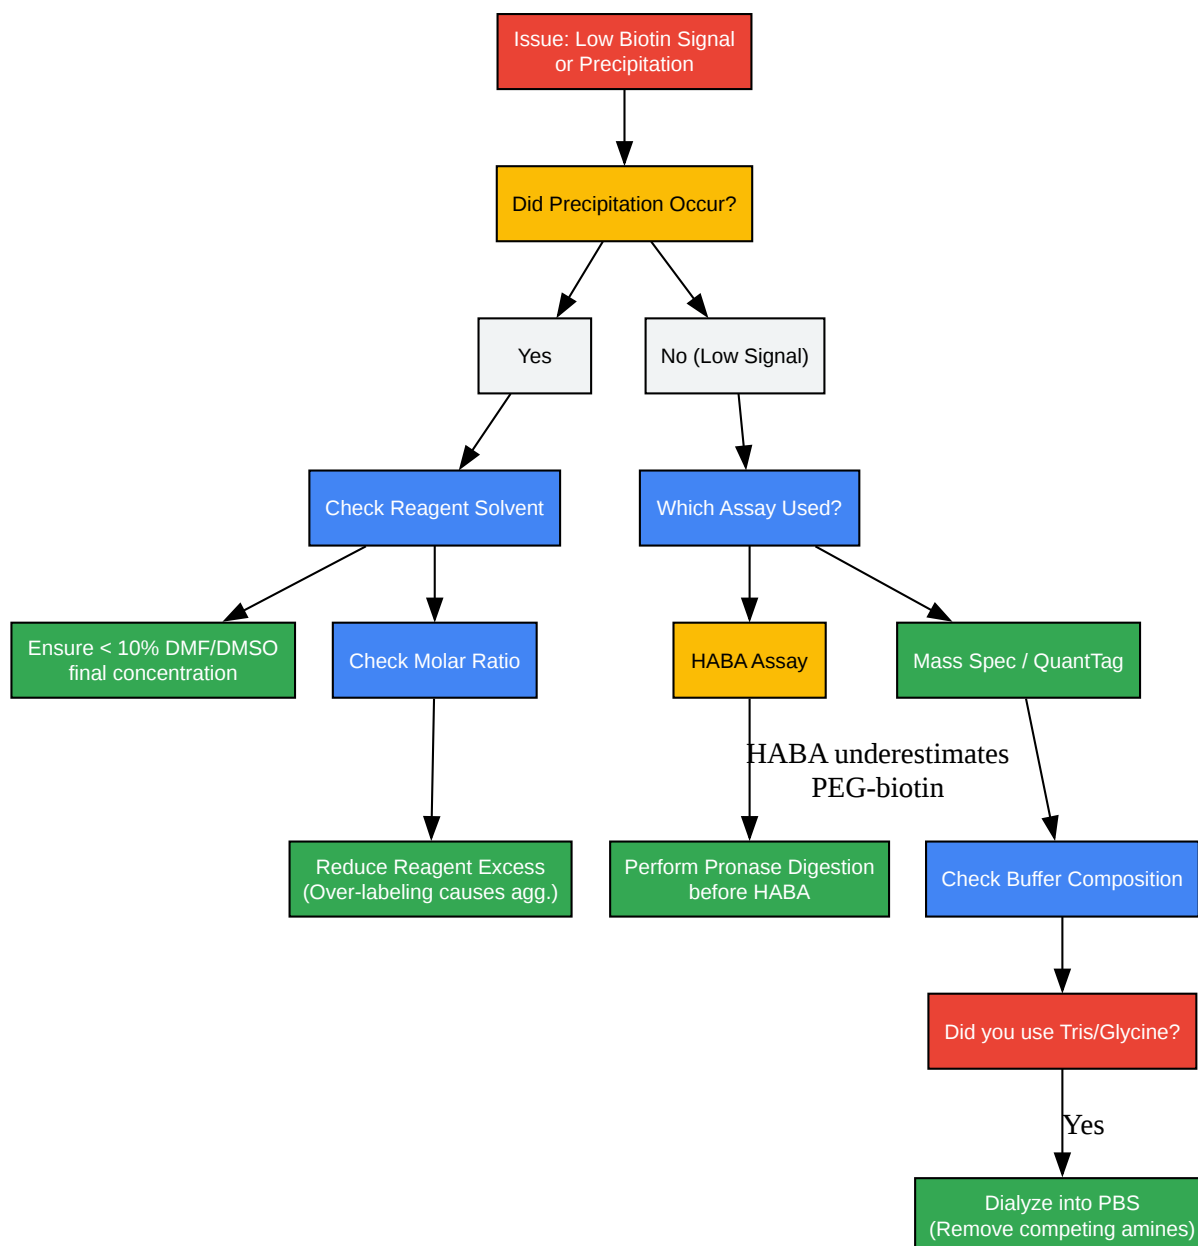 Issue: Low Biotin Signal
or Precipitation
Did Precipitation Occur?
Yes
No (Low Signal)
Check Reagent Solvent
Which Assay Used?
Ensure < 10% DMF/DMSO
final concentration
Check Molar Ratio
HABA Assay
Mass Spec / QuantTag
HABA underestimates
PEG-biotin
Reduce Reagent Excess
(Over-labeling causes agg.)
Perform Pronase Digestion
before HABA
Check Buffer Composition
Did you use Tris/Glycine?
Yes
Dialyze into PBS
(Remove competing amines)